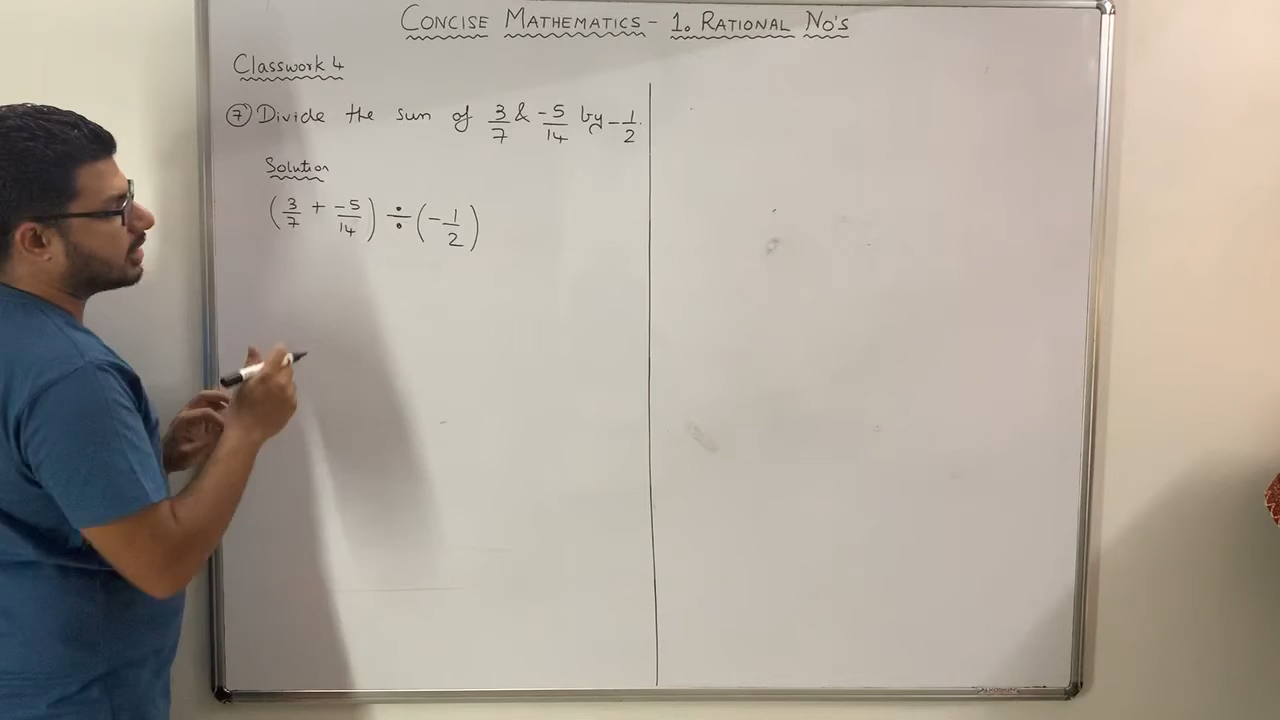 CONCISE MATHEMATICS - 1. RATIONAL NO'S
Classwork 4
⑦ Divide the sum of 3/7 & -5/14 by -1/2.
Solution
(3/7 + -5/14) ÷ (-1/2)